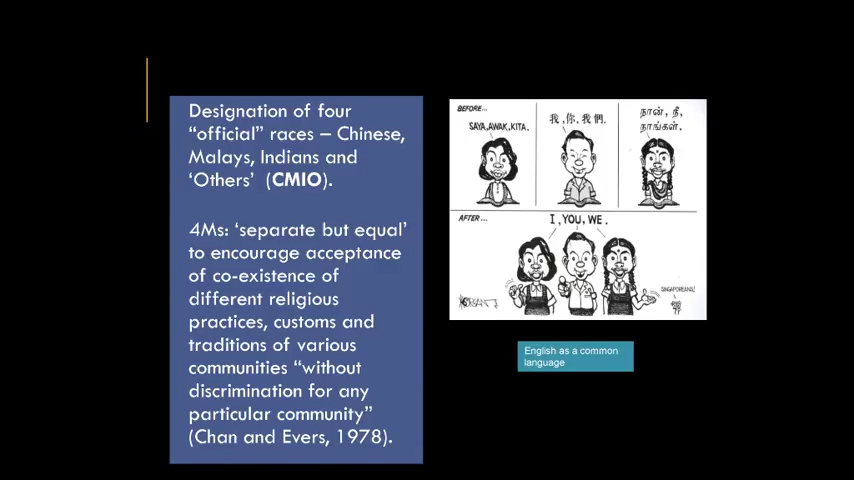 Designation of four
“official” races – Chinese,
Malays, Indians and
‘Others’ (CMIO).
4Ms: ‘separate but equal’
to encourage acceptance
of co-existence of
different religious
practices, customs and
traditions of various
communities “without
discrimination for any
particular community”
(Chan and Evers, 1978).
BEFORE...
SAYA, AWAK, KITA.
我,你,我們.
நான், நீ,
நாங்கள்.
AFTER...
I, YOU, WE.
SINGAPOREANS!
English as a common
language